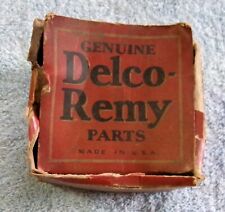 GENUINE
Delco-
Remy
PARTS
MADE IN U.S.A.